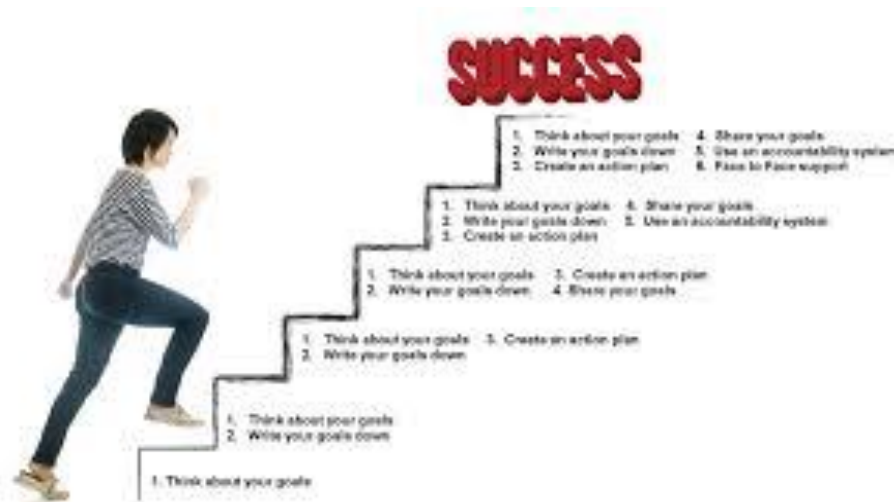 SUCCESS
1. Think about your goals 4. Share your goals
2. Write your goals down 5. Use an accountability system
3. Create an action plan 6. Face to Face support
1. Think about your goals 4. Share your goals
2. Write your goals down 5. Use an accountability system
3. Create an action plan
1. Think about your goals 3. Create an action plan
2. Write your goals down 4 Share your goals
1. Think about your goals 3. Create an action plan
2. Write your goals down
1. Think about your goals
2. Write your goals down
1. Think about your goals